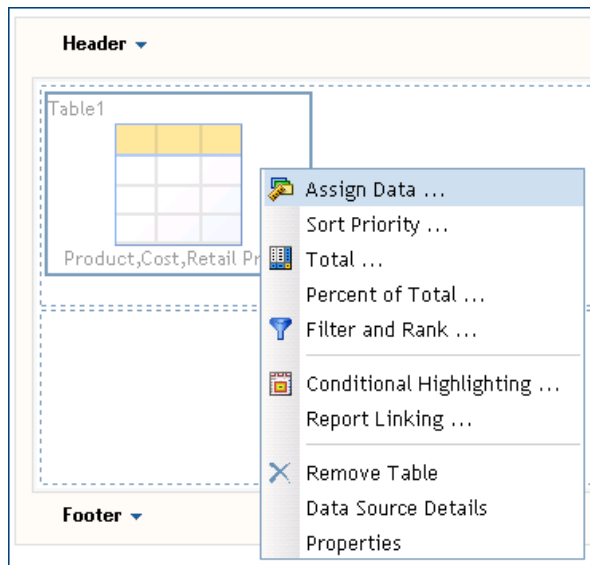 Header
Table1
Product,Cost,Retail Pr
Assign Data ...
Sort Priority ...
Total ...
Percent of Total ...
Filter and Rank ...
Conditional Highlighting ...
Report Linking ...
Remove Table
Data Source Details
Properties
Footer